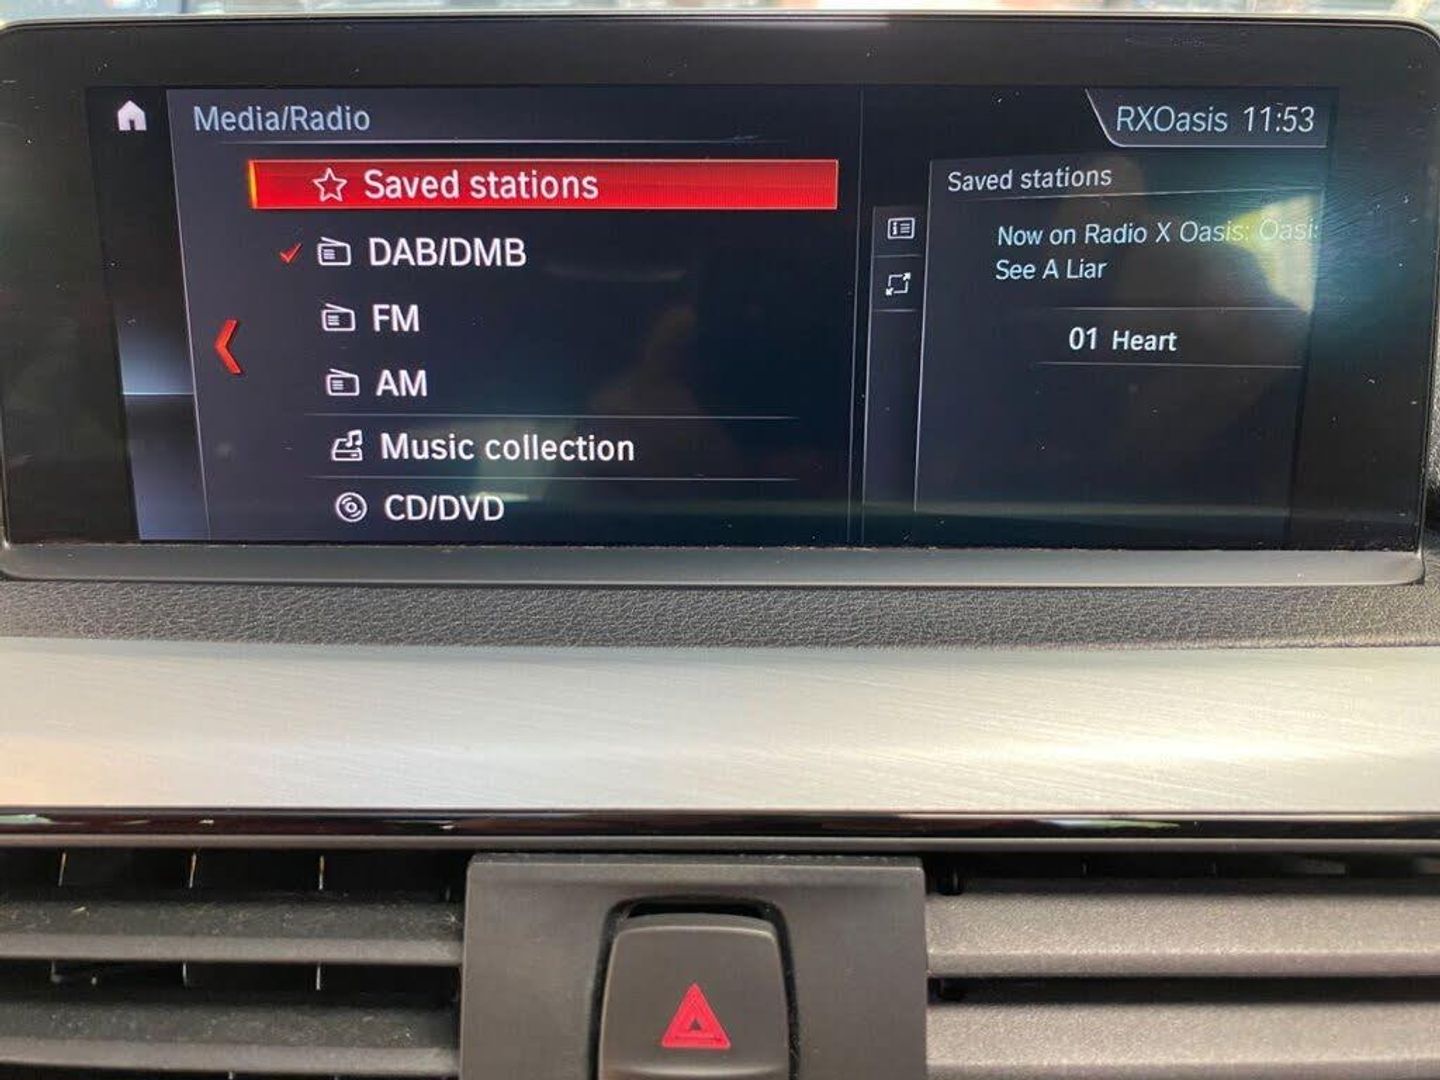 Media/Radio
RXOasis 11:53
Saved stations
DAB/DMB
FM
AM
Music collection
CD/DVD
Saved stations
Now on Radio X Oasis: Oasi:
See A Liar
01 Heart